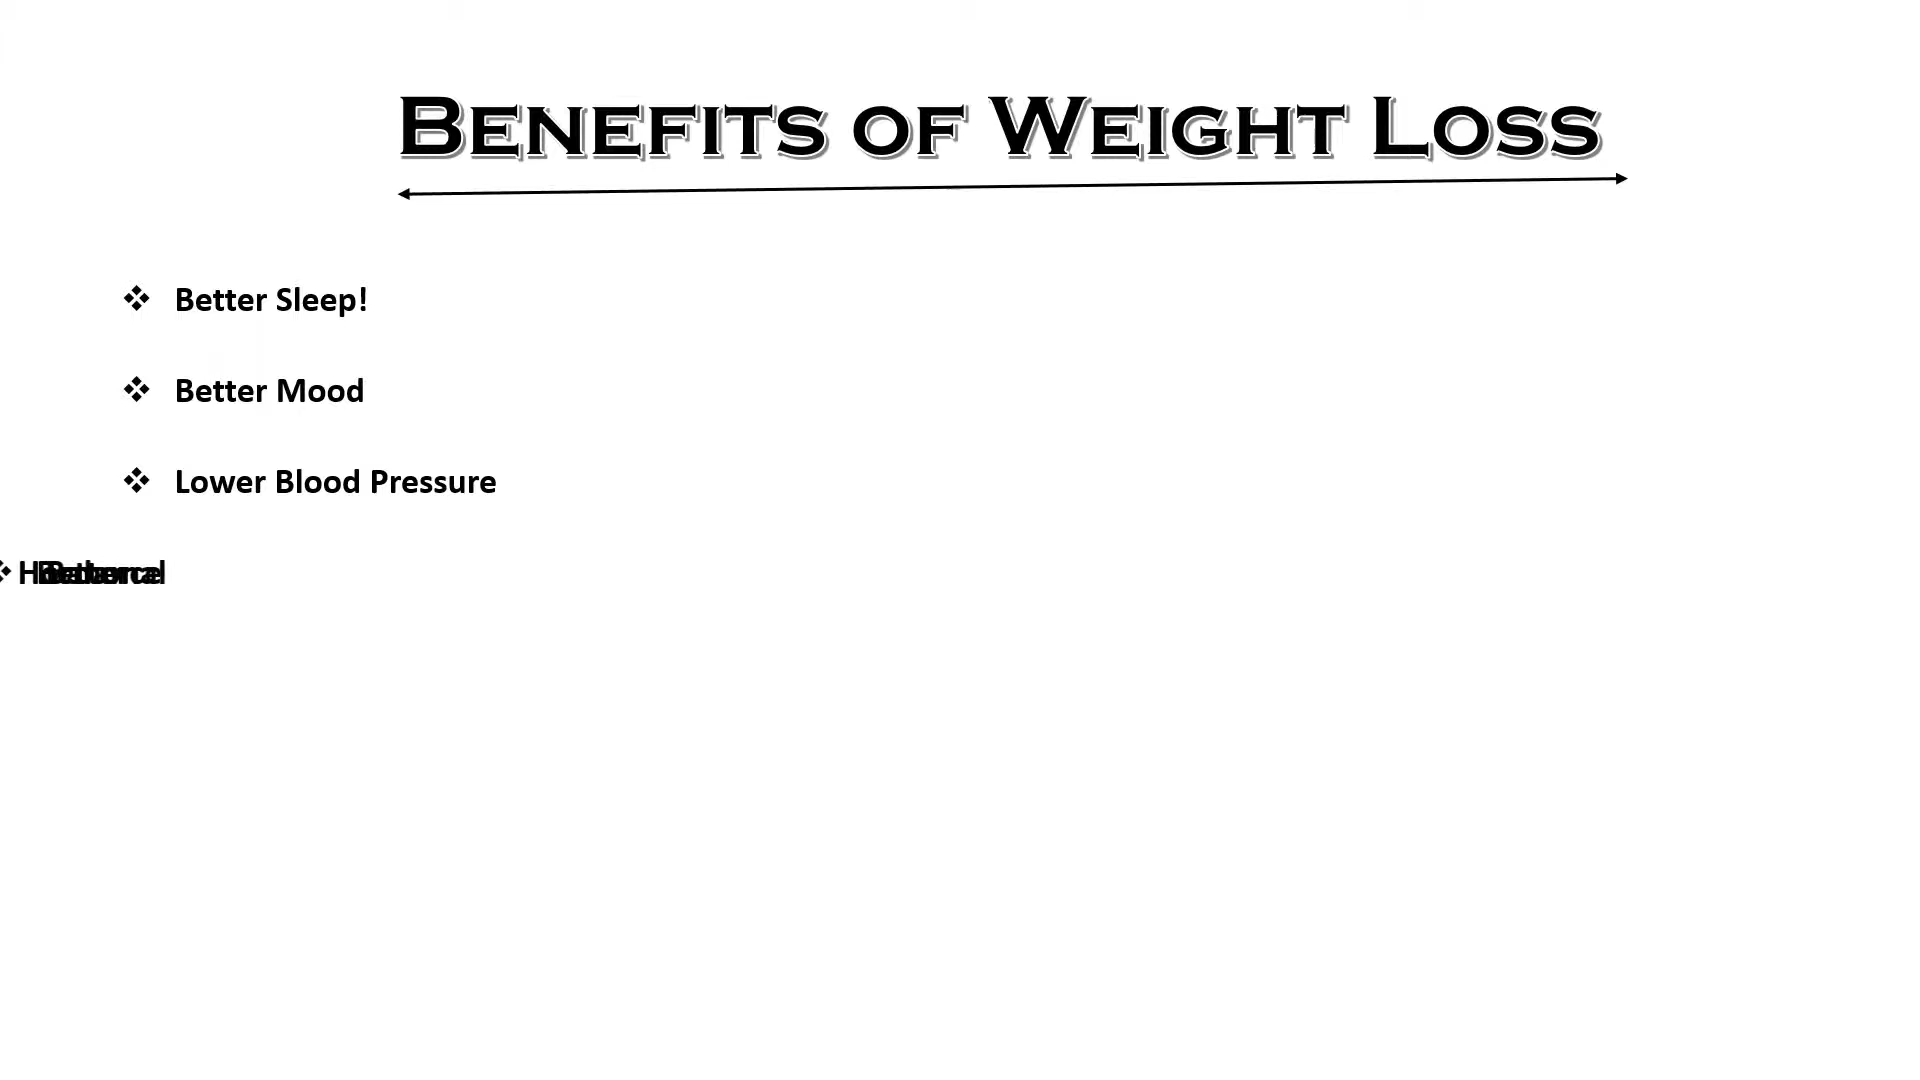 Benefits of Weight Loss
❖ Better Sleep!
❖ Better Mood
❖ Lower Blood Pressure